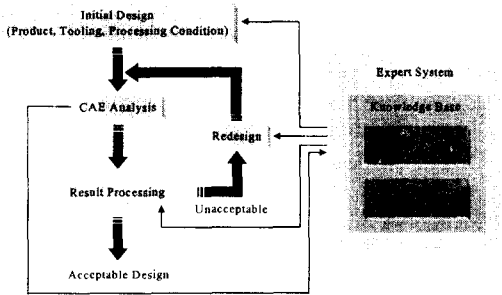 Initial Design
(Product, Tooling, Processing Condition)
Expert System
CAE Analysis
Knowledge Base
Redesign
Result Processing
Unacceptable
Acceptable Design